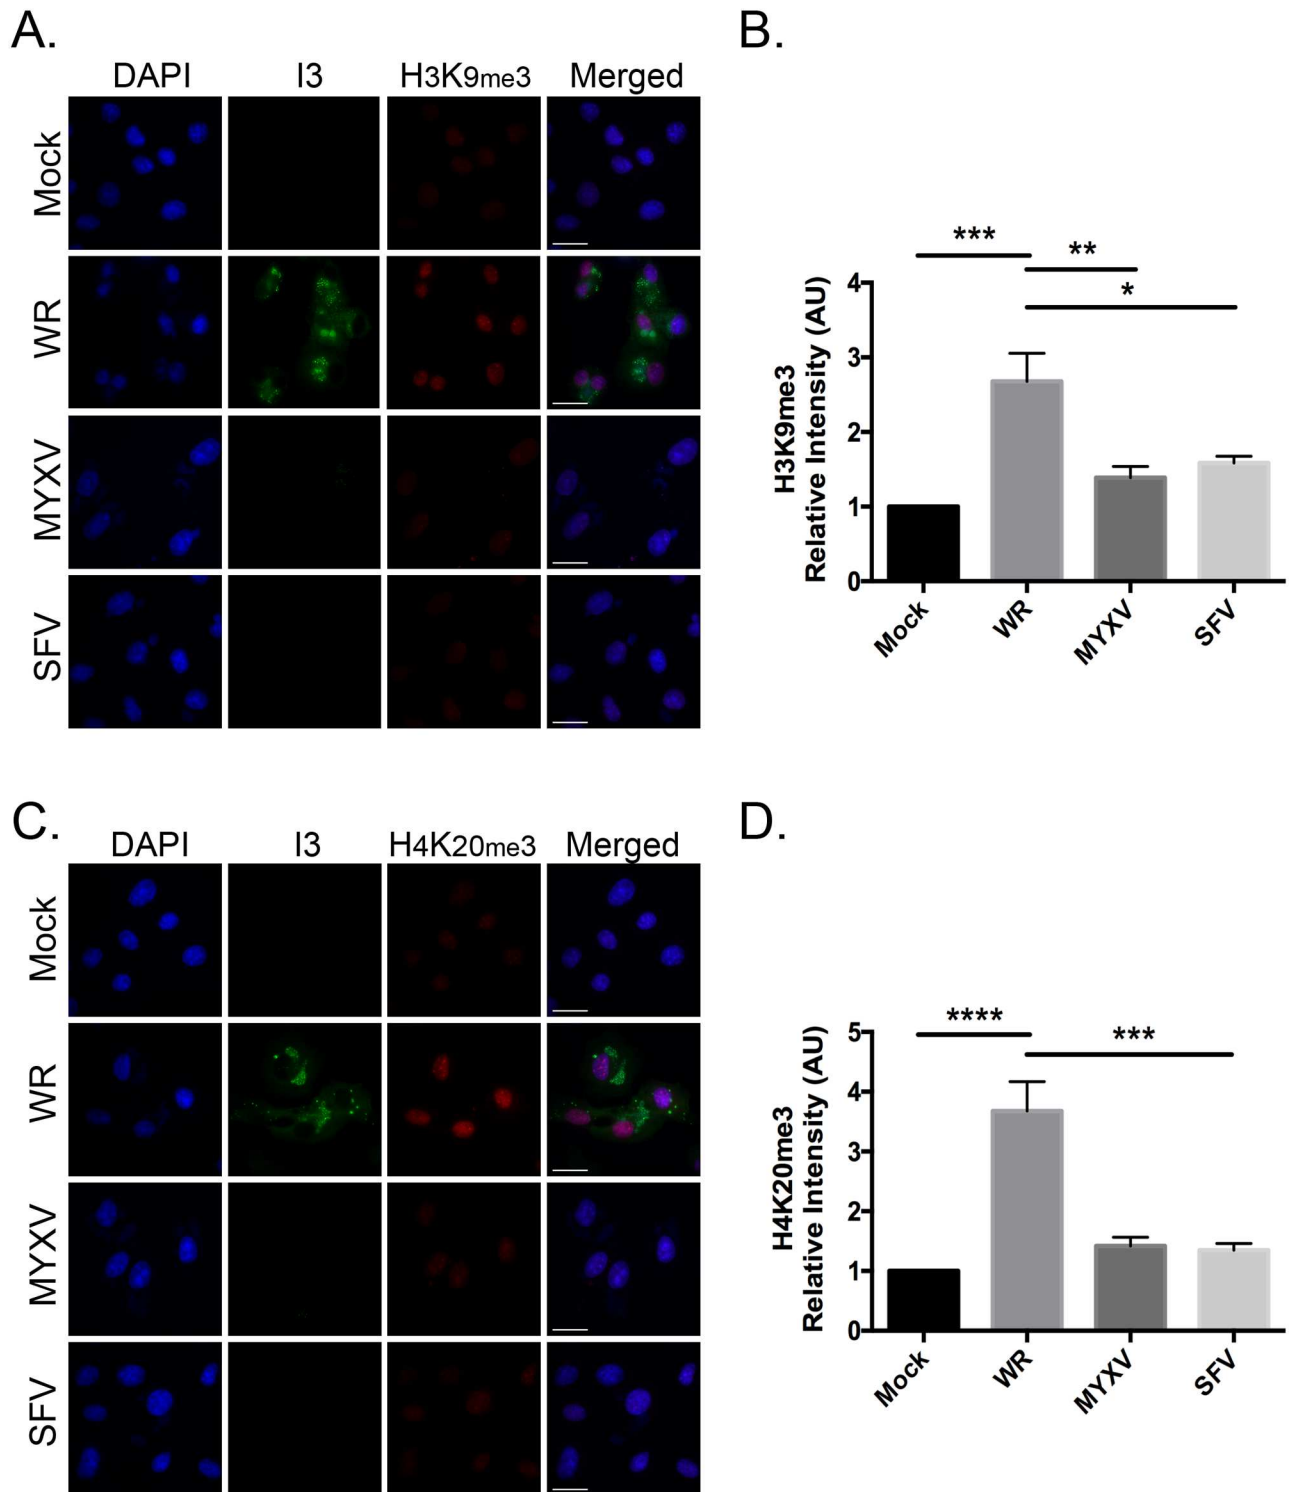 A.
DAPI I3 H3K9me3 Merged
Mock
WR
MYXV
SFV
B.
***
**
*
H3K9me3
Relative Intensity (AU)
4
3
2
1
0
Mock WR MYXV SFV
C.
DAPI I3 H4K20me3 Merged
Mock
WR
MYXV
SFV
D.
****
***
H4K20me3
Relative Intensity (AU)
5
4
3
2
1
0
Mock WR MYXV SFV